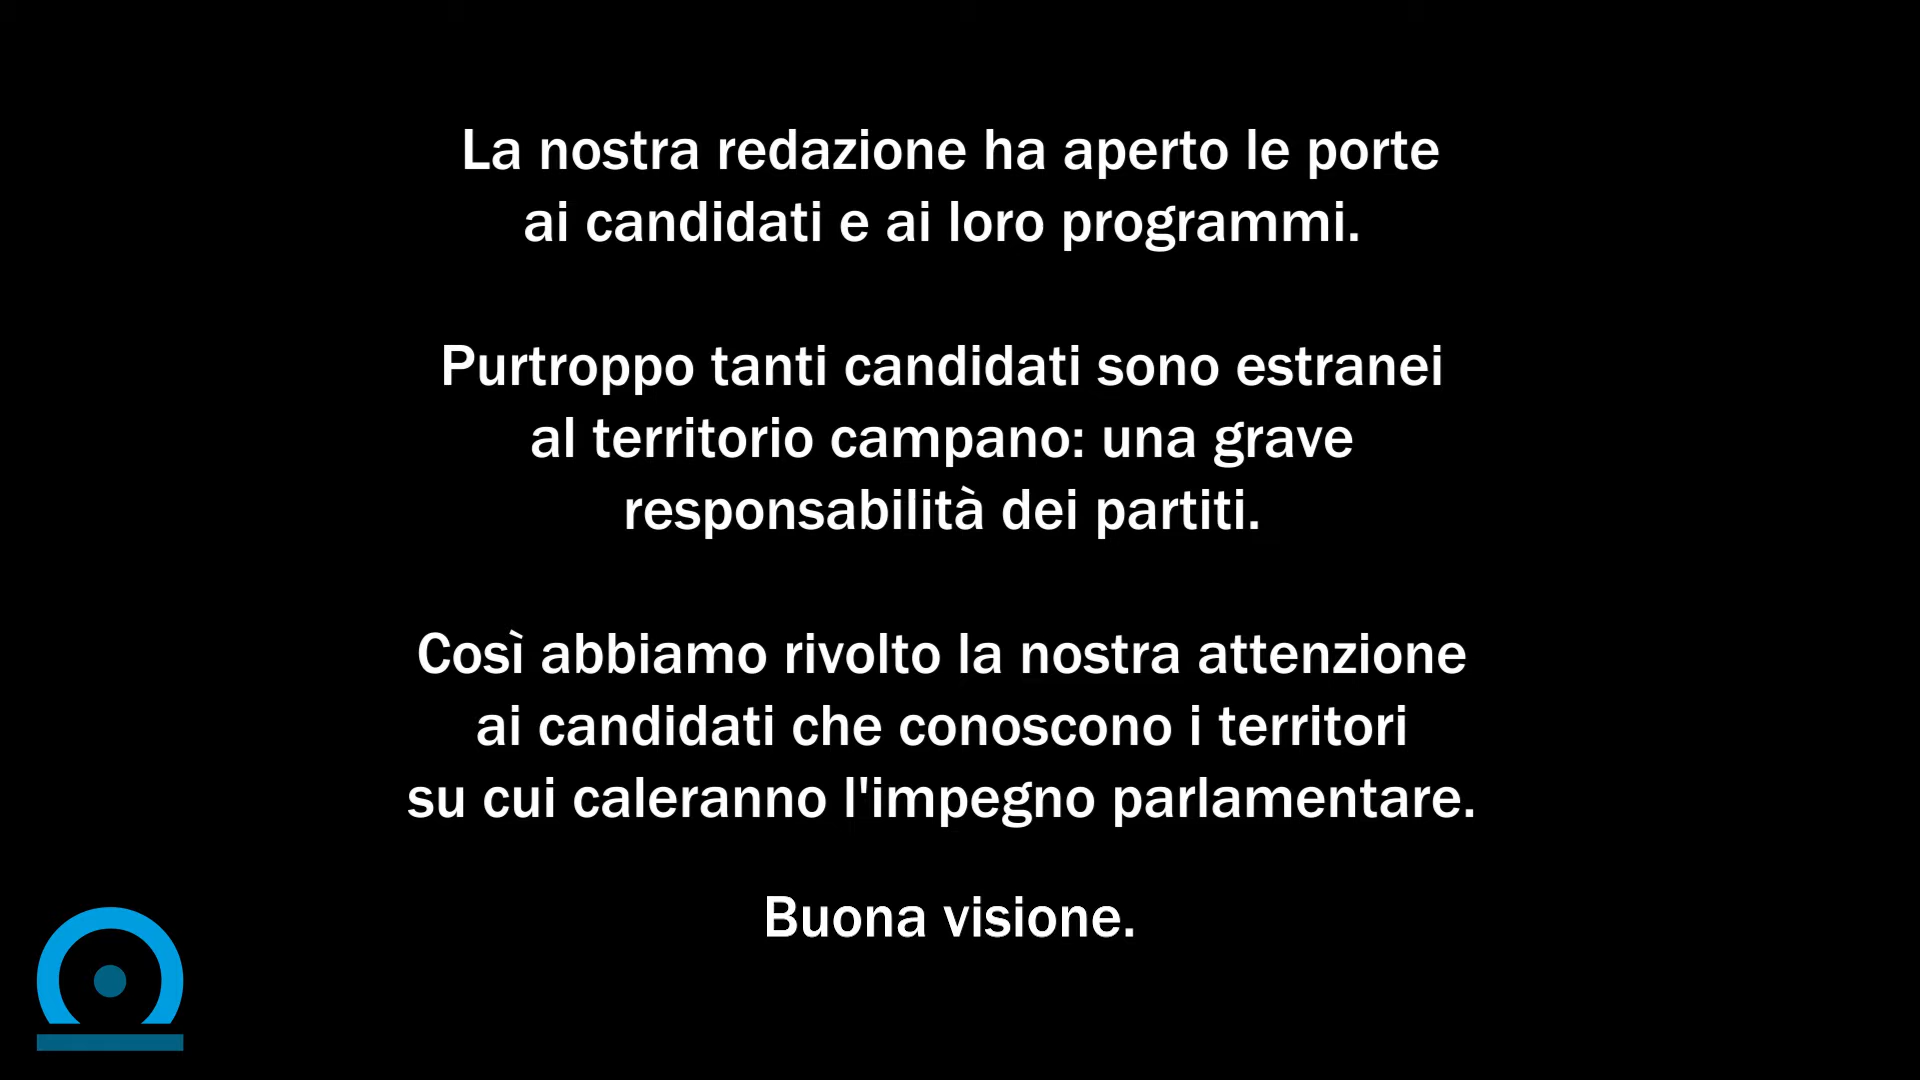 La nostra redazione ha aperto le porte
ai candidati e ai loro programmi.
Purtroppo tanti candidati sono estranei
al territorio campano: una grave
responsabilità dei partiti.
Così abbiamo rivolto la nostra attenzione
ai candidati che conoscono i territori
su cui caleranno l'impegno parlamentare.
Buona visione.